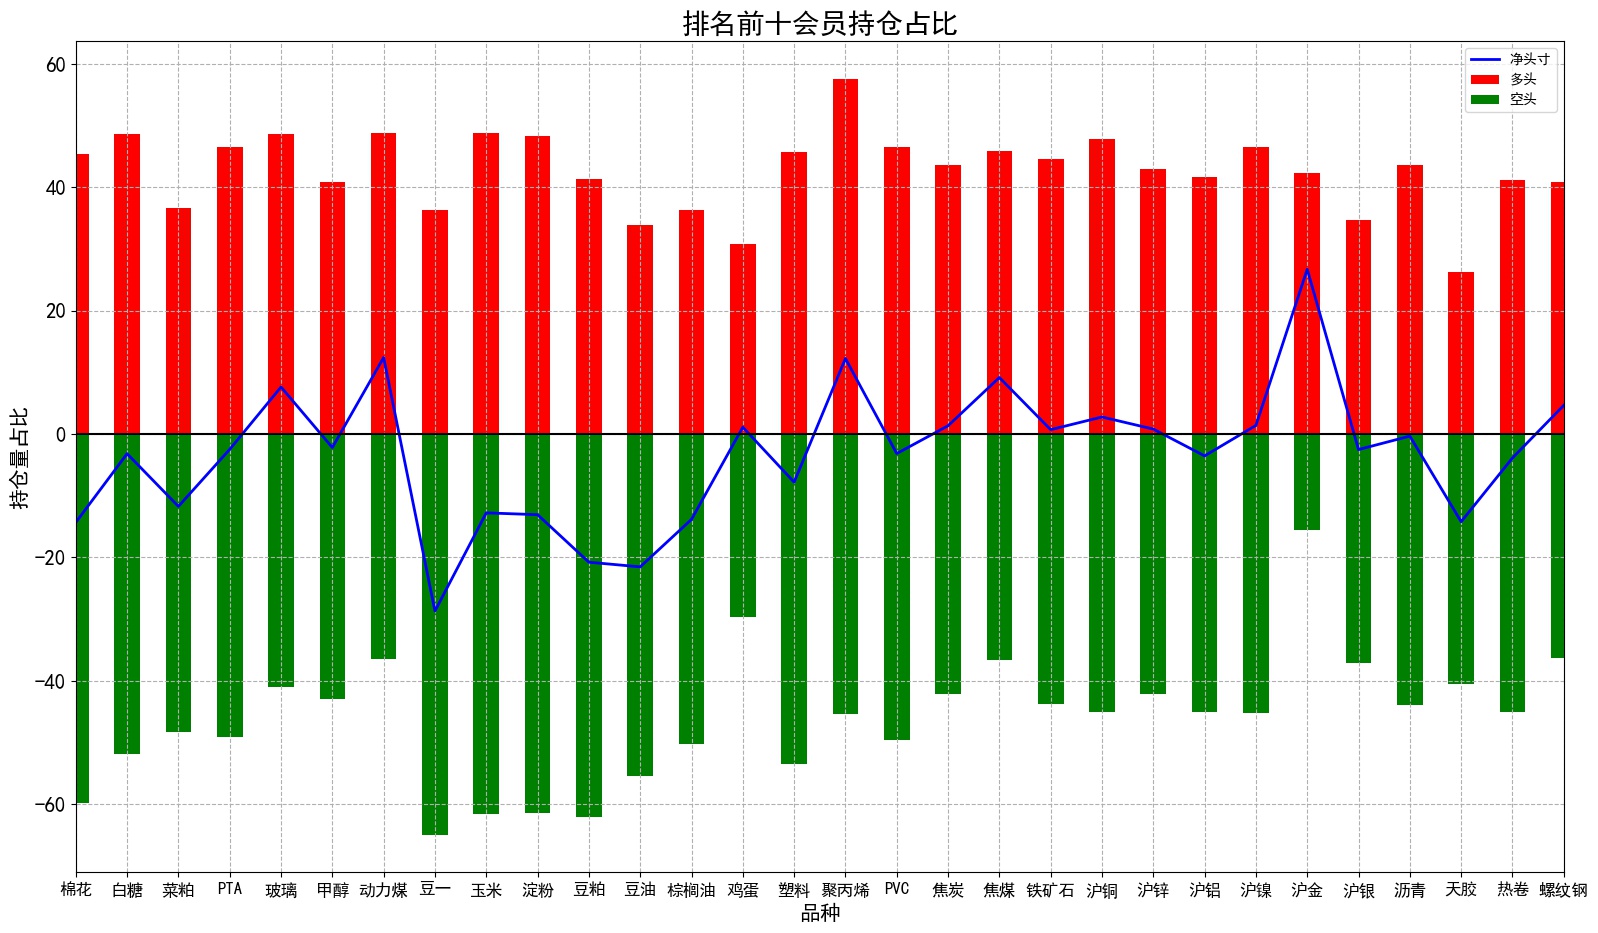 排名前十会员持仓占比
净头寸
多头
空头
持仓量占比
60
40
20
0
−20
−40
−60
棉花 白糖 菜粕 PTA 玻璃 甲醇 动力煤 豆一 玉米 淀粉 豆粕 豆油 棕榈油 鸡蛋 塑料 聚丙烯 PVC 焦炭 焦煤 铁矿石 沪铜 沪锌 沪铝 沪镍 沪金 沪银 沥青 天胶 热卷 螺纹钢
品种